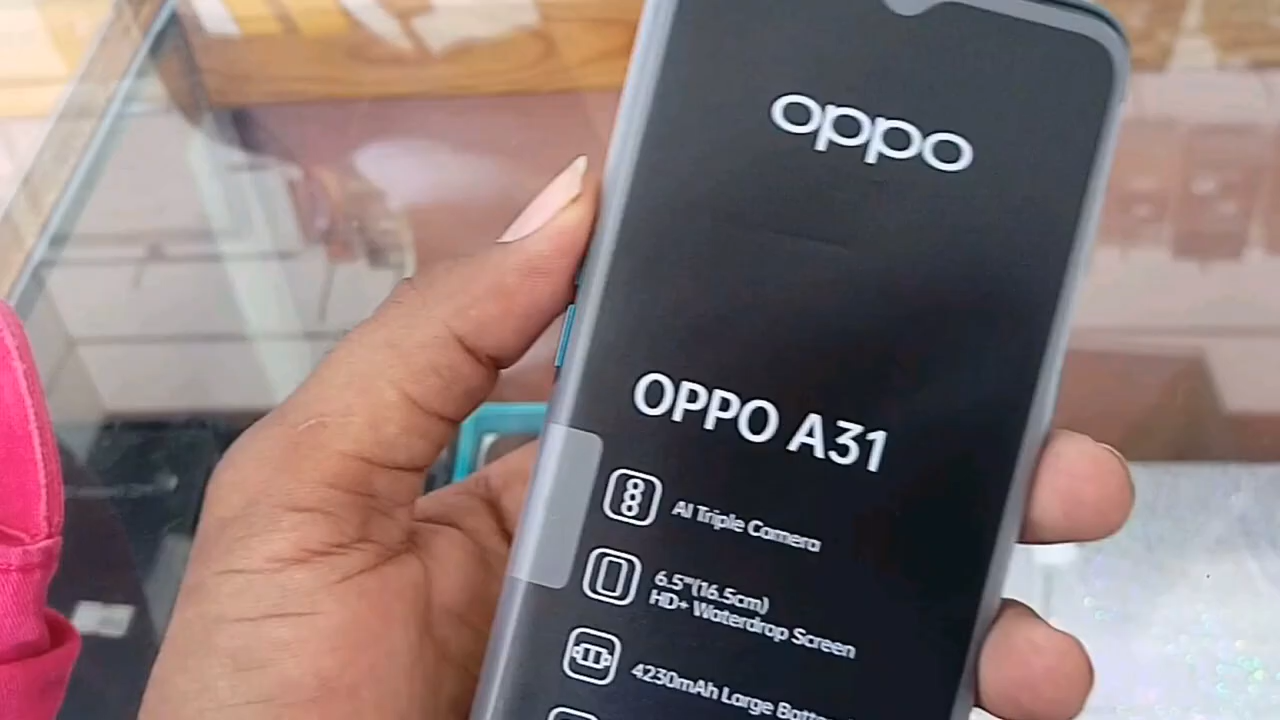 oppo
OPPO A31
AI Triple Camera
6.5"(16.5cm)
HD+ Waterdrop Screen
4230mAh Large